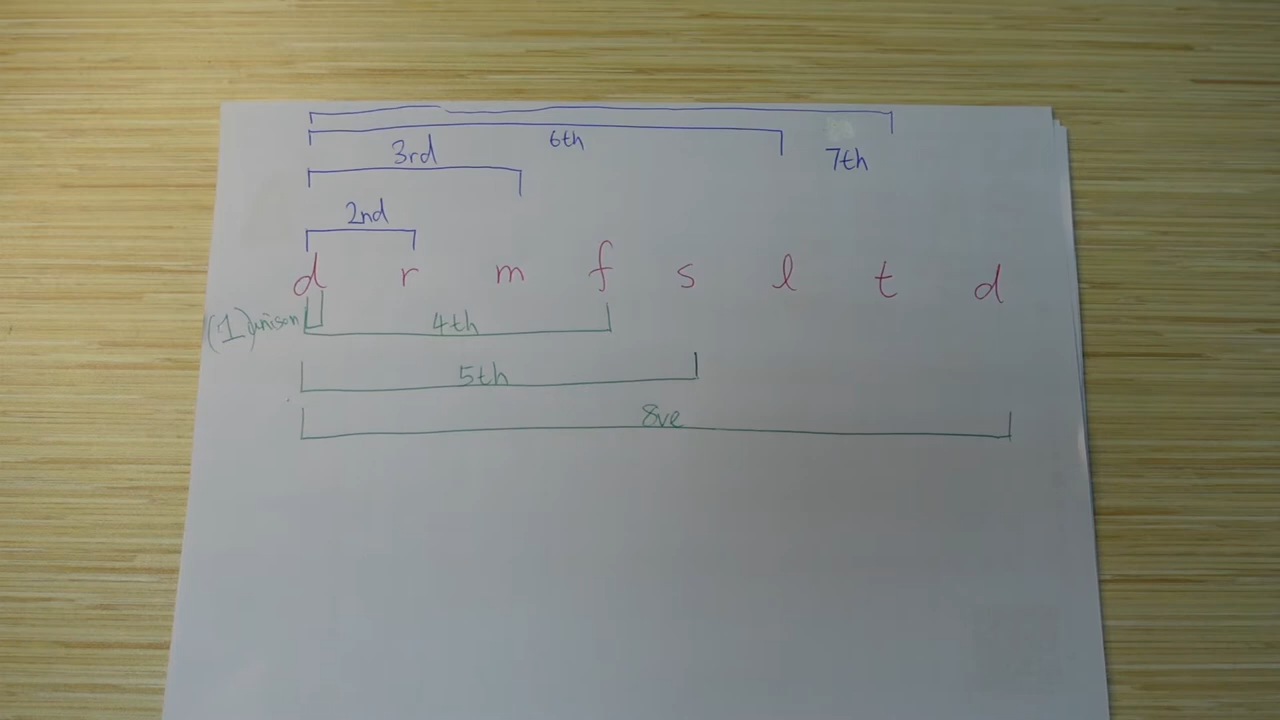 6th
3rd
7th
2nd
d r m f s l t d
(1) unison
4th
5th
8ve